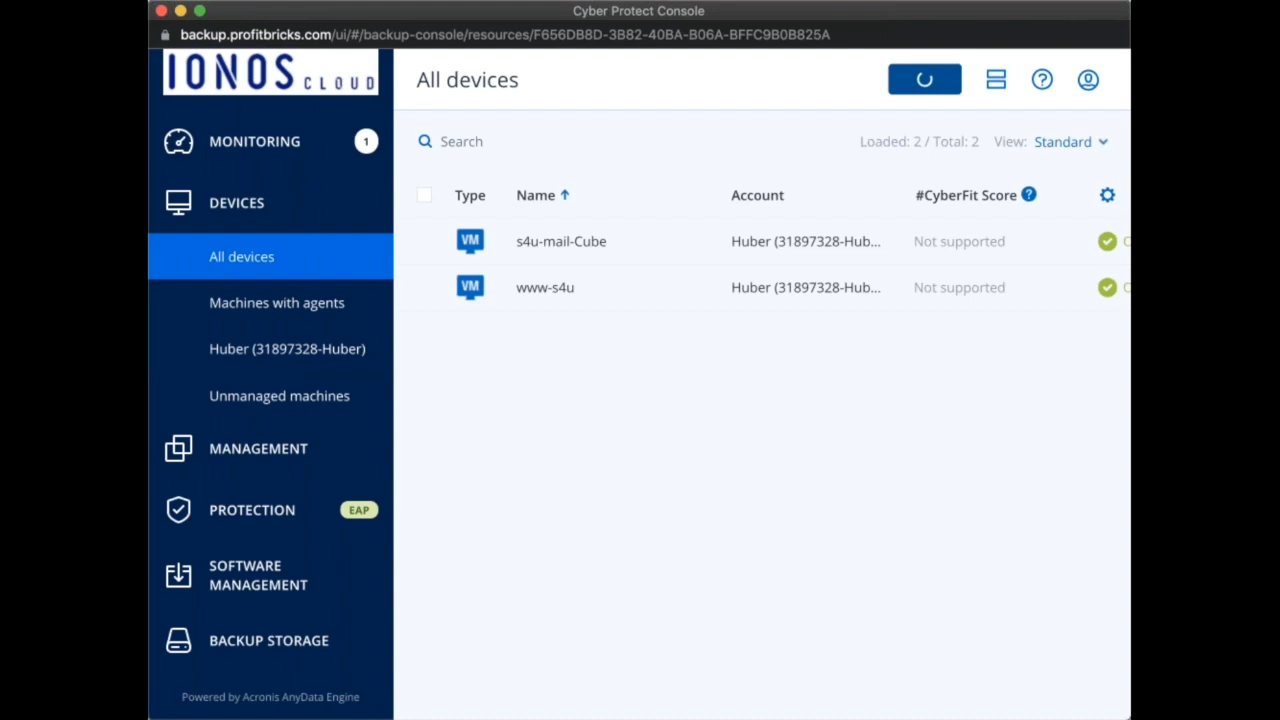 Cyber Protect Console
backup.profitbricks.com/ui/#/backup-console/resources/F656DB8D-3B82-40BA-B06A-BFFC9B0B825A
IONOS CLOUD
MONITORING 1
DEVICES
All devices
Machines with agents
Huber (31897328-Huber)
Unmanaged machines
MANAGEMENT
PROTECTION EAP
SOFTWARE
MANAGEMENT
BACKUP STORAGE
Powered by Acronis AnyData Engine
All devices
Search Loaded: 2 / Total: 2 View: Standard
Type Name Account #CyberFit Score
VM s4u-mail-Cube Huber (31897328-Hub... Not supported
VM www-s4u Huber (31897328-Hub... Not supported